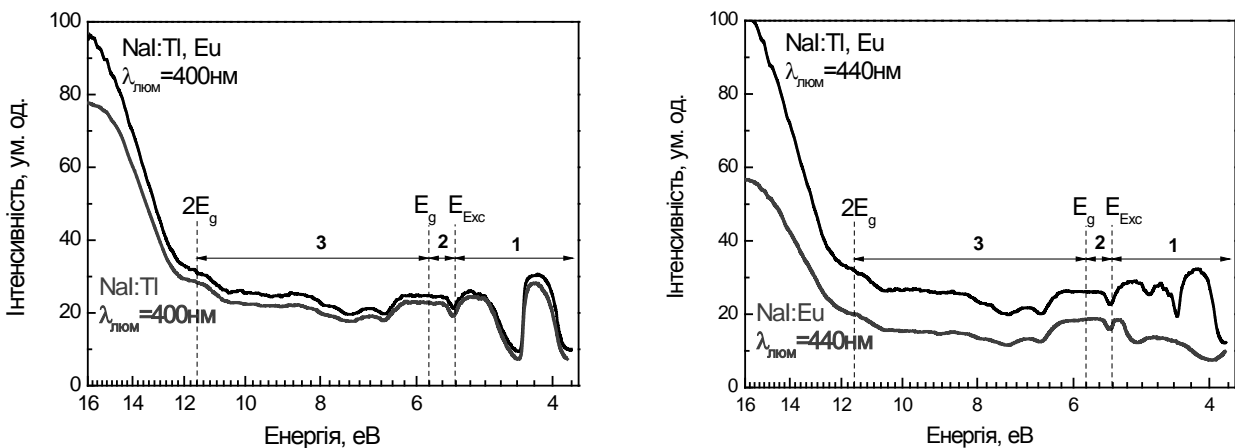 100
80
60
40
20
0
Інтенсивність, ум. од.
NaI:Tl, Eu
λлюм=400нм
2Eg
Eg
EExc
3
2
1
NaI:Tl
λлюм=400нм
16
14
12
10
8
6
4
Енергія, еВ
100
80
60
40
20
0
Інтенсивність, ум. од.
NaI:Tl, Eu
λлюм=440нм
2Eg
Eg
EExc
3
2
1
NaI:Eu
λлюм=440нм
16
14
12
10
8
6
4
Енергія, еВ